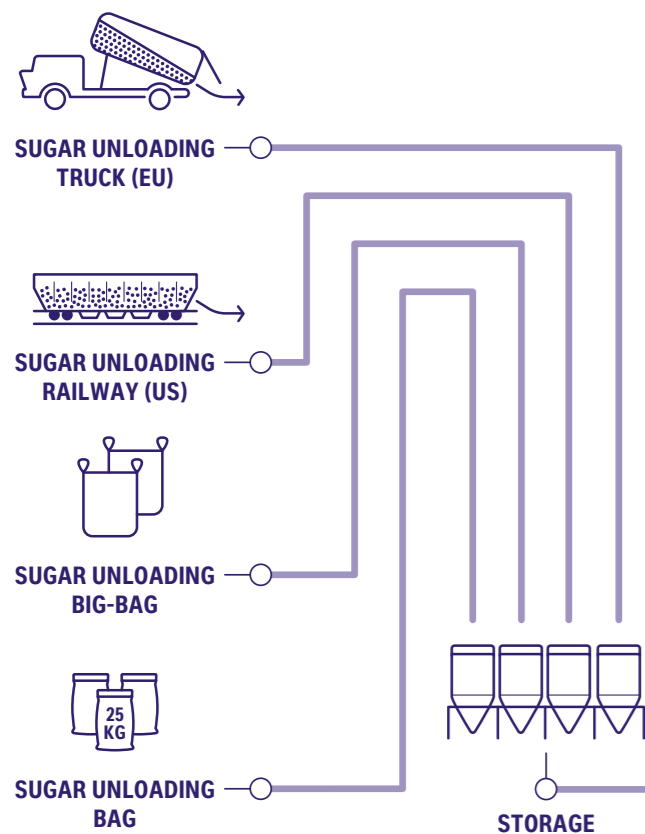 SUGAR UNLOADING
TRUCK (EU)
SUGAR UNLOADING
RAILWAY (US)
SUGAR UNLOADING
BIG-BAG
25
KG
SUGAR UNLOADING
BAG
STORAGE